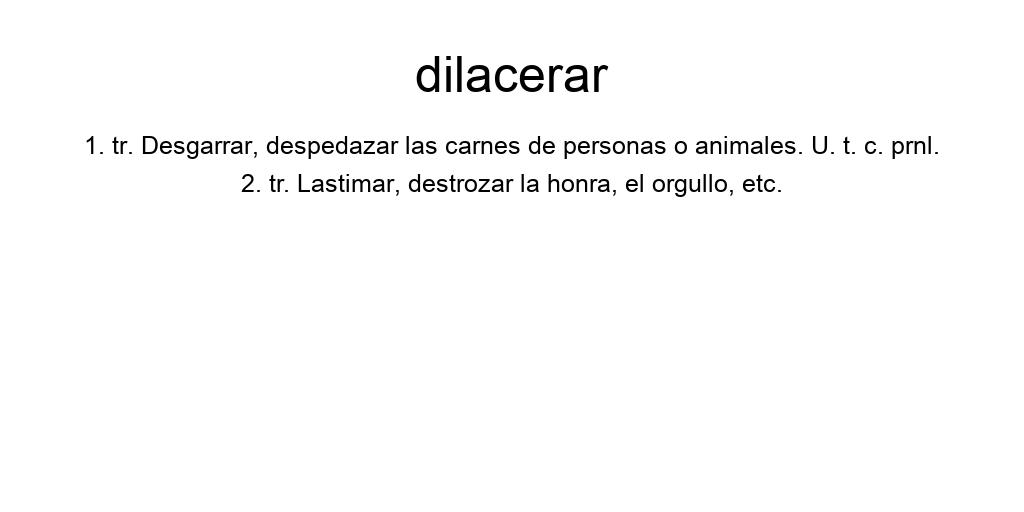 dilacerar
1. tr. Desgarrar, despedazar las carnes de personas o animales. U. t. c. prnl.
2. tr. Lastimar, destrozar la honra, el orgullo, etc.